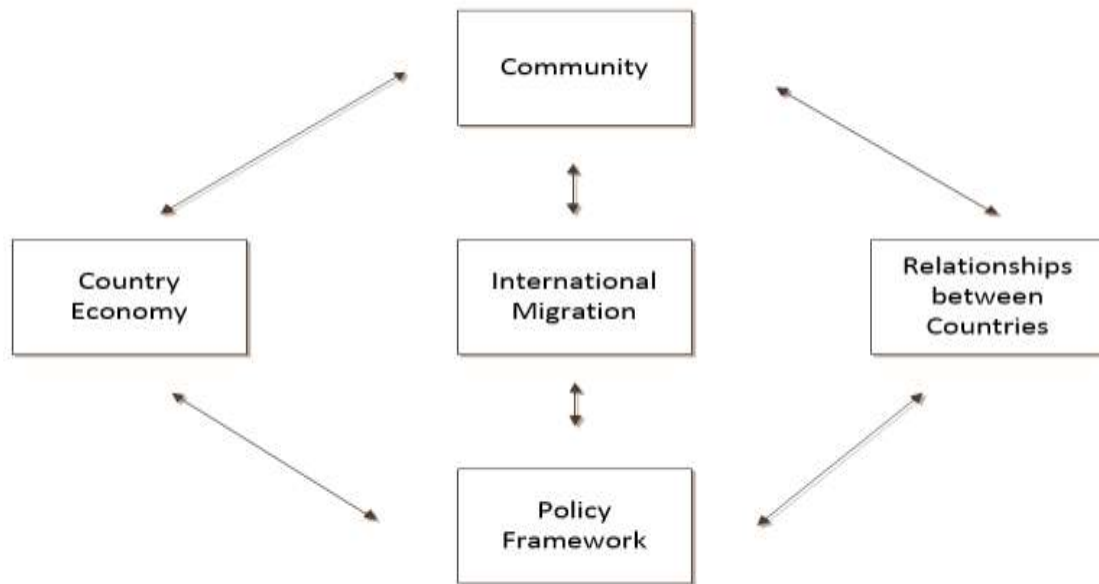 Community
Country
Economy
International
Migration
Relationships
between
Countries
Policy
Framework